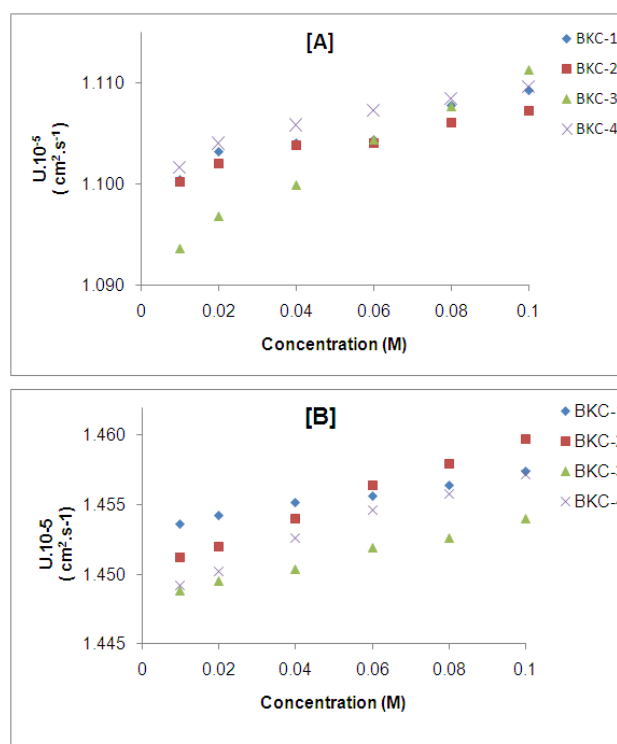 [A]
BKC-1
BKC-2
BKC-3
BKC-4
1.110
1.100
1.090
U.10-5
( cm2.s-1)
0 0.02 0.04 0.06 0.08 0.1
Concentration (M)
[B]
BKC-
BKC-
BKC-
BKC-
1.460
1.455
1.450
1.445
U.10-5
( cm2.s-1)
0 0.02 0.04 0.06 0.08 0.1
Concentration (M)